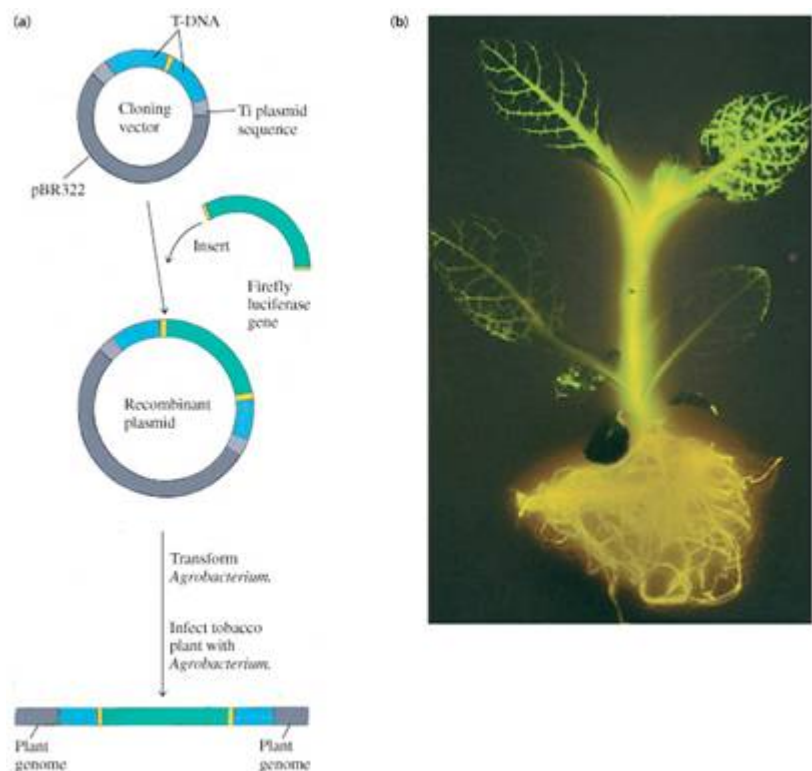 (a)
T-DNA
Cloning
vector
Ti plasmid
sequence
pBR322
Insert
Firefly
luciferase
gene
Recombinant
plasmid
Transform
Agrobacterium.
Infect tobacco
plant with
Agrobacterium.
Plant
genome
Plant
genome
(b)